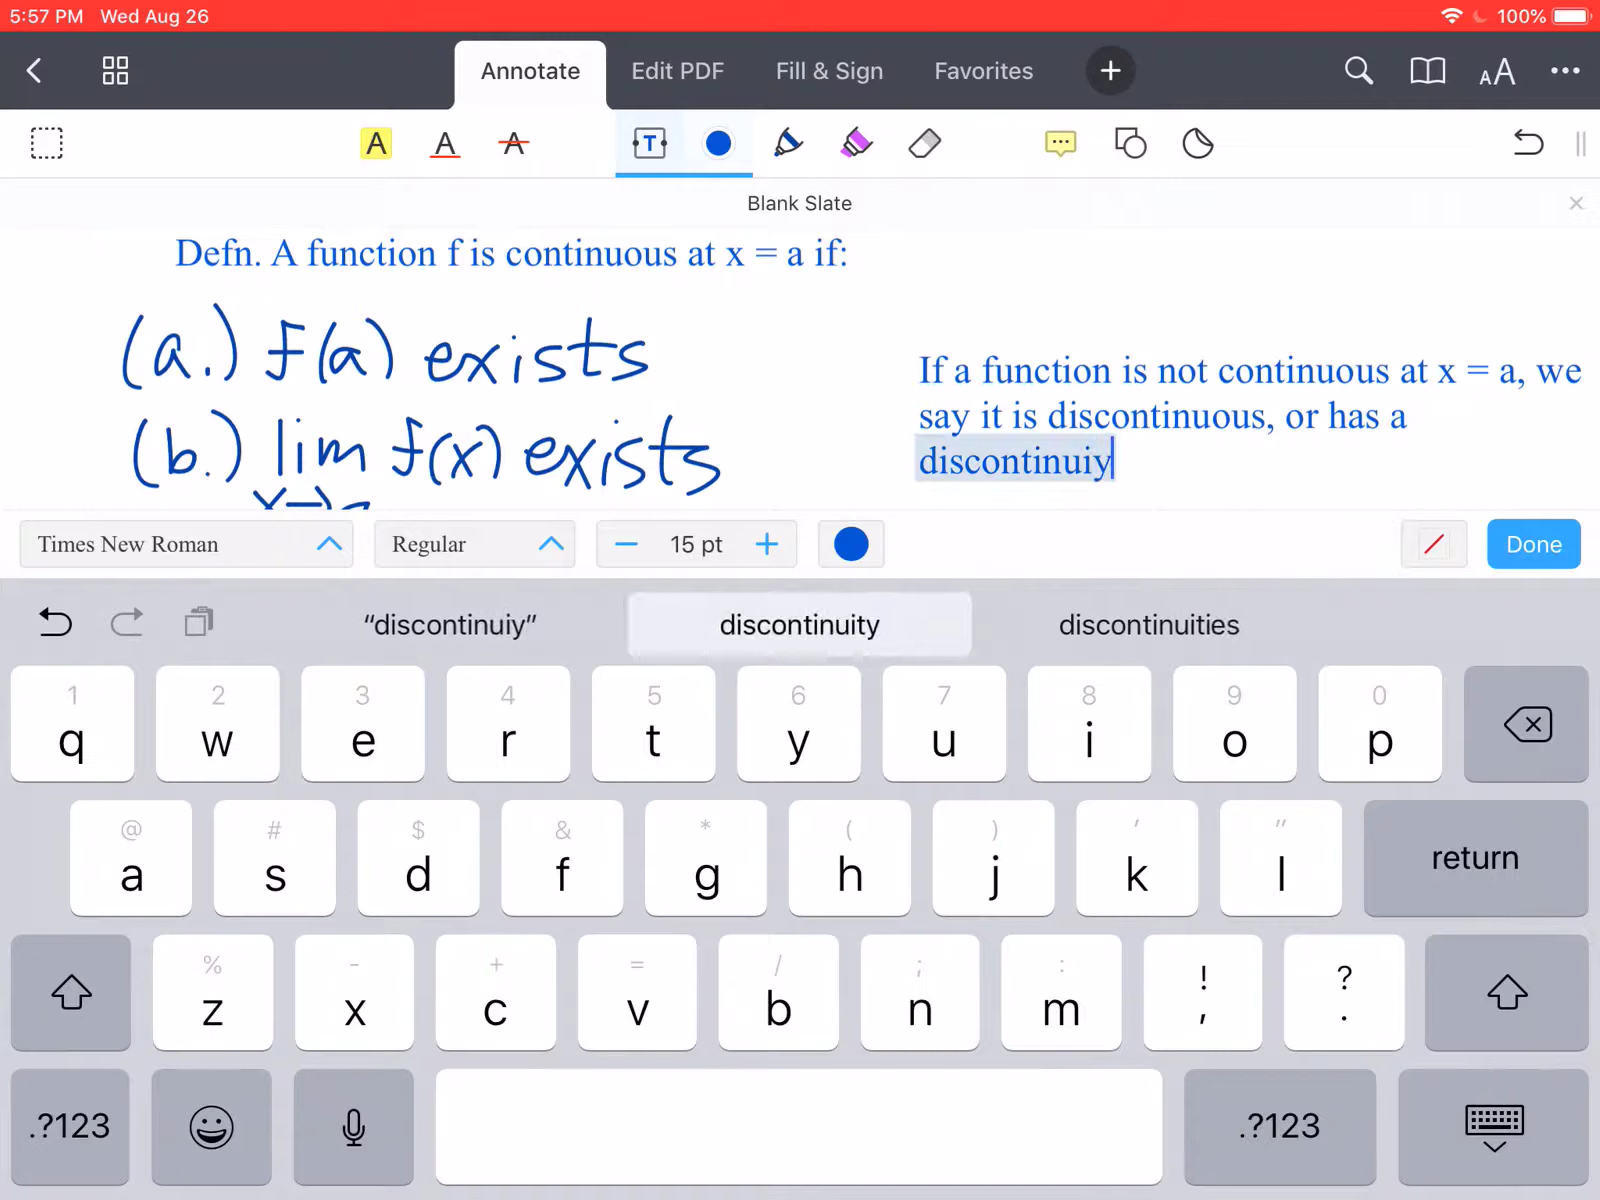 5:57 PM Wed Aug 26
100%
Annotate Edit PDF Fill & Sign Favorites +
AA
A A A T
Blank Slate
Defn. A function f is continuous at x = a if:
(a.) f(a) exists
(b.) lim f(x) exists
x→a
If a function is not continuous at x = a, we
say it is discontinuous, or has a
discontinuiy
Times New Roman Regular 15 pt Done
“discontinuiy” discontinuity discontinuities
1 2 3 4 5 6 7 8 9 0
q w e r t y u i o p
@ # $ & * ( ) ' "
a s d f g h j k l return
% - + = / ; : ! ?
z x c v b n m , .
.?123 .?123